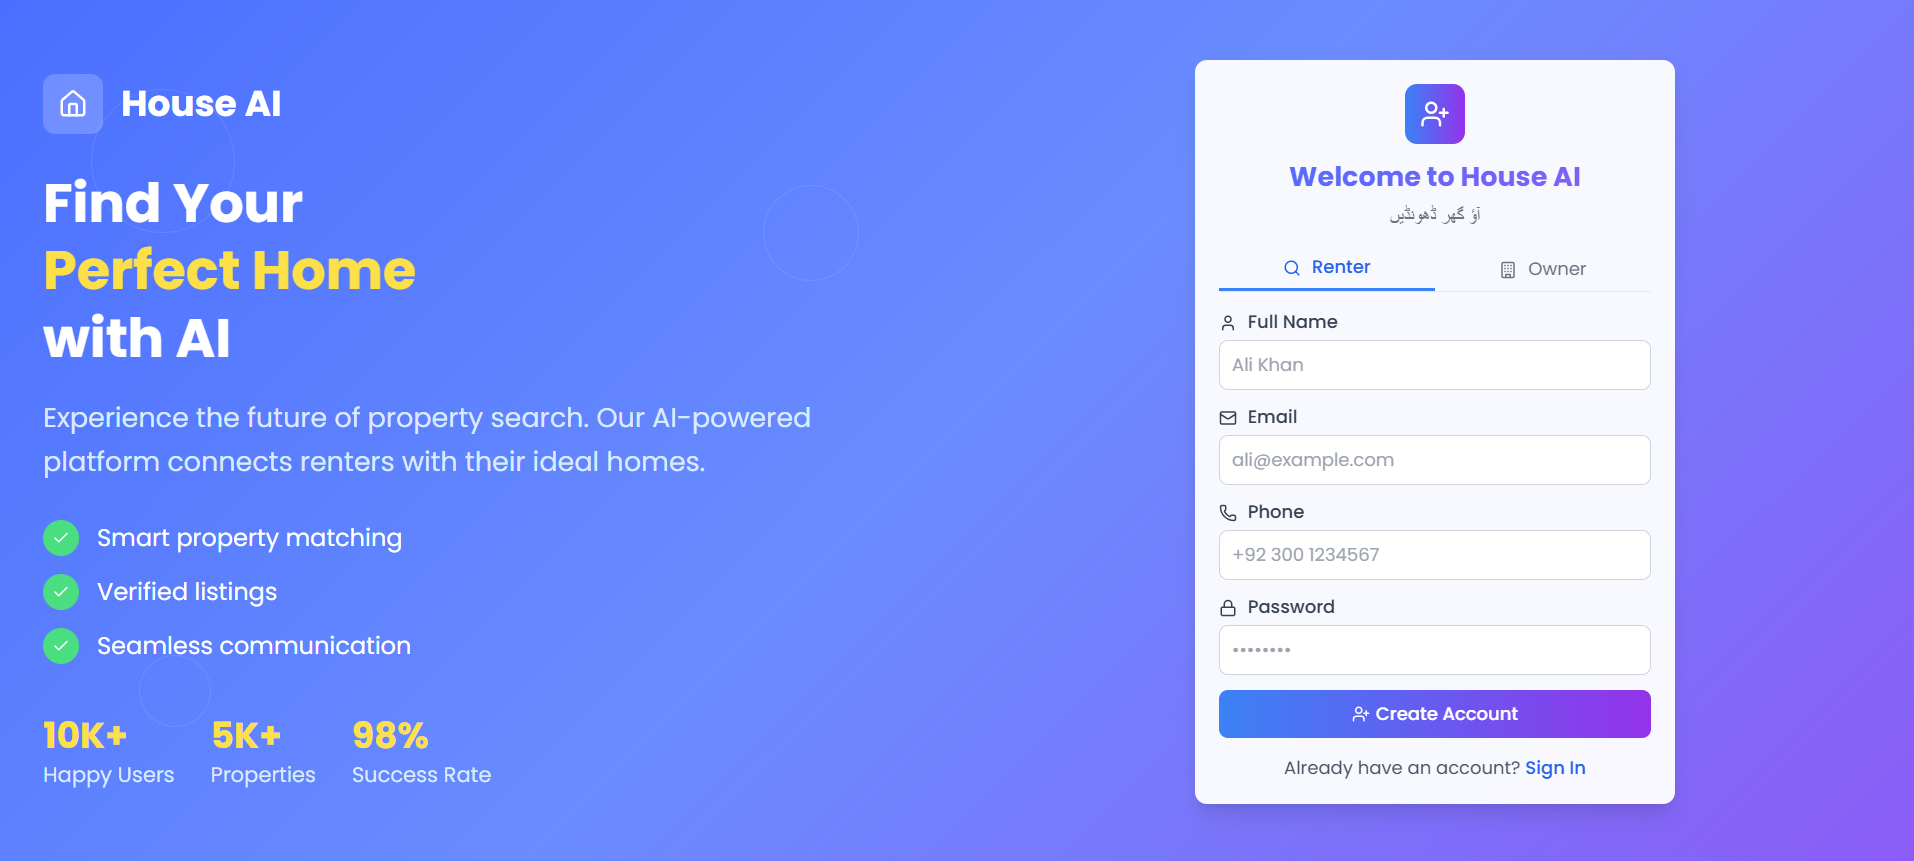 House AI
Find Your
Perfect Home
with AI
Experience the future of property search. Our AI-powered
platform connects renters with their ideal homes.
Smart property matching
Verified listings
Seamless communication
10K+ 5K+ 98%
Happy Users Properties Success Rate
Welcome to House AI
آؤ گھر ڈھونڈیں
Renter Owner
Full Name
Ali Khan
Email
ali@example.com
Phone
+92 300 1234567
Password
••••••••
Create Account
Already have an account? Sign In